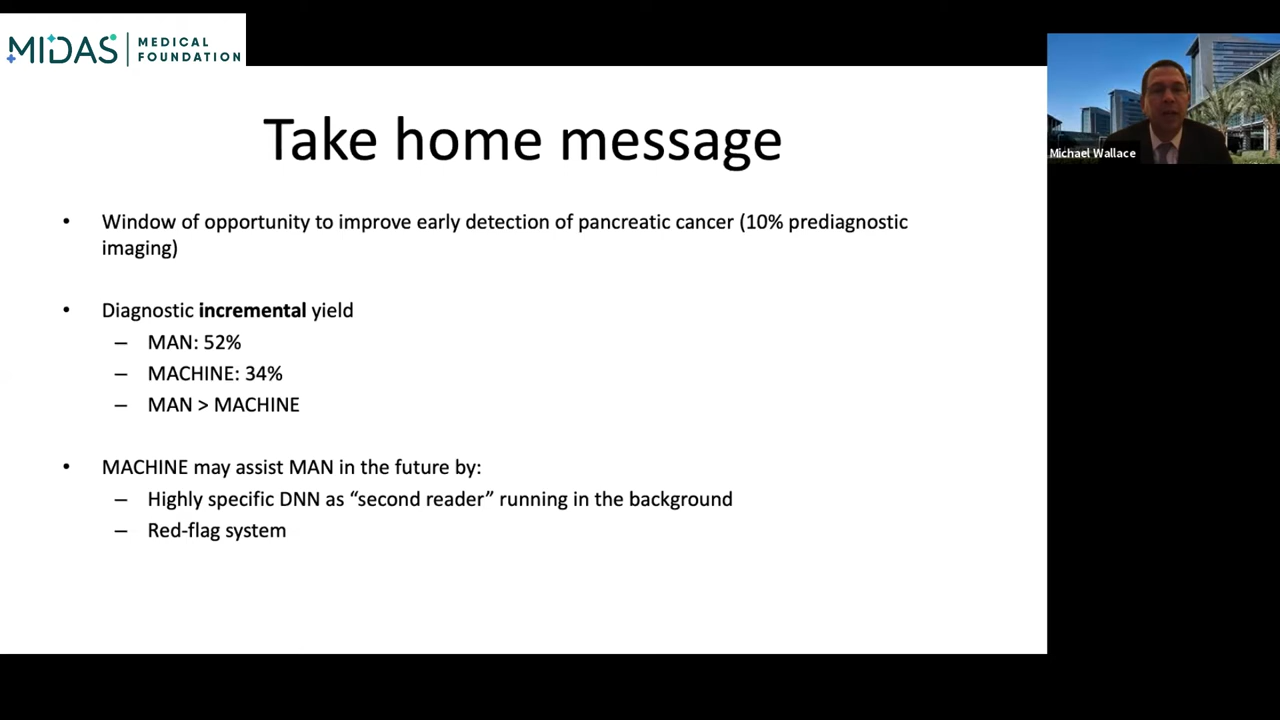 MIDAS MEDICAL
FOUNDATION
Michael Wallace
Take home message
• Window of opportunity to improve early detection of pancreatic cancer (10% prediagnostic
imaging)
• Diagnostic incremental yield
– MAN: 52%
– MACHINE: 34%
– MAN > MACHINE
• MACHINE may assist MAN in the future by:
– Highly specific DNN as “second reader” running in the background
– Red-flag system